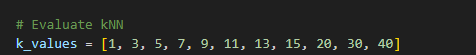 # Evaluate kNN
k_values = [1, 3, 5, 7, 9, 11, 13, 15, 20, 30, 40]